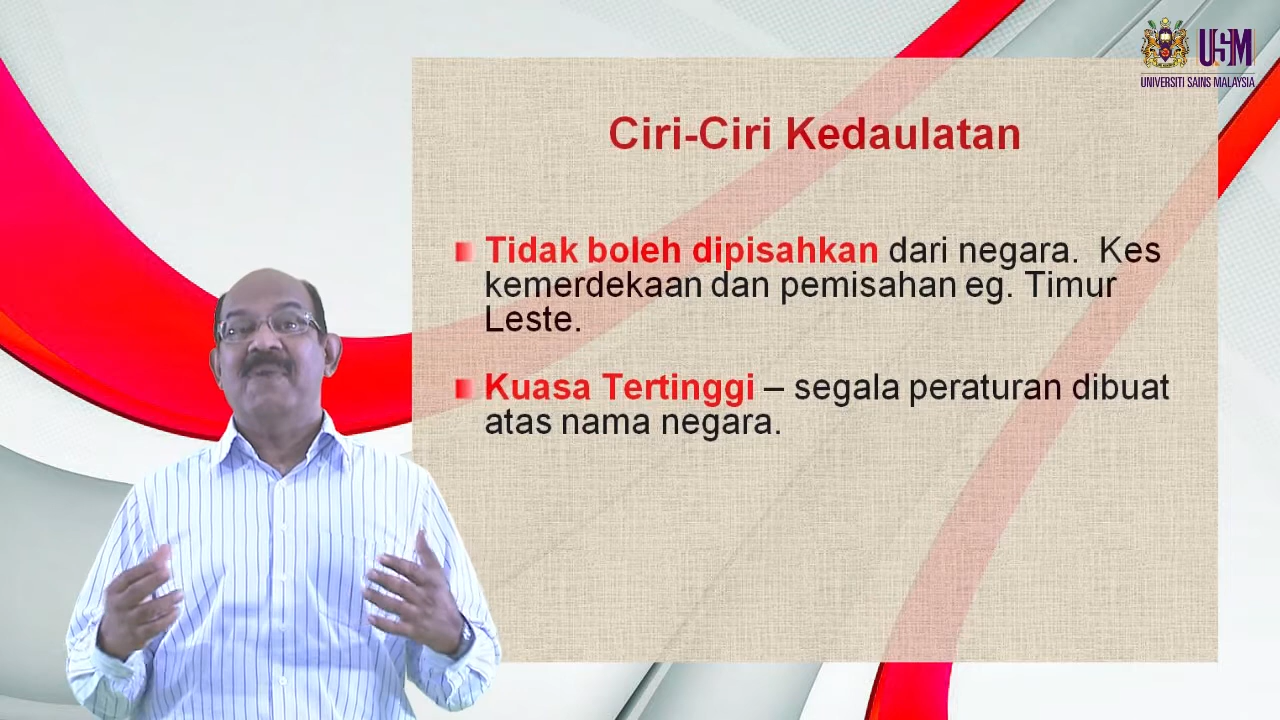 USM
UNIVERSITI SAINS MALAYSIA
Ciri-Ciri Kedaulatan
Tidak boleh dipisahkan dari negara. Kes
kemerdekaan dan pemisahan eg. Timur
Leste.
Kuasa Tertinggi – segala peraturan dibuat
atas nama negara.